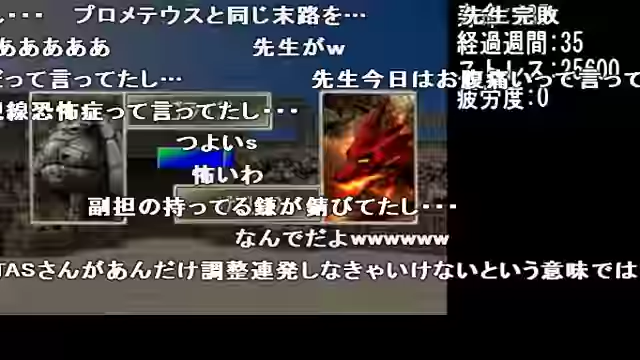 し・・・ プロメテウスと同じ末路を… 先生完敗
ああああああ 先生がw 経過週間:35
って言ってたし… 先生今日はお腹痛いって言って ストレス:25600
線恐怖症って言ってたし・・・ 疲労度:0
つよいs
怖いわ
副担の持ってる鎌が錆びてたし・・・
なんでだよwwwwww
TASさんがあんだけ調整連発しなきゃいけないという意味では